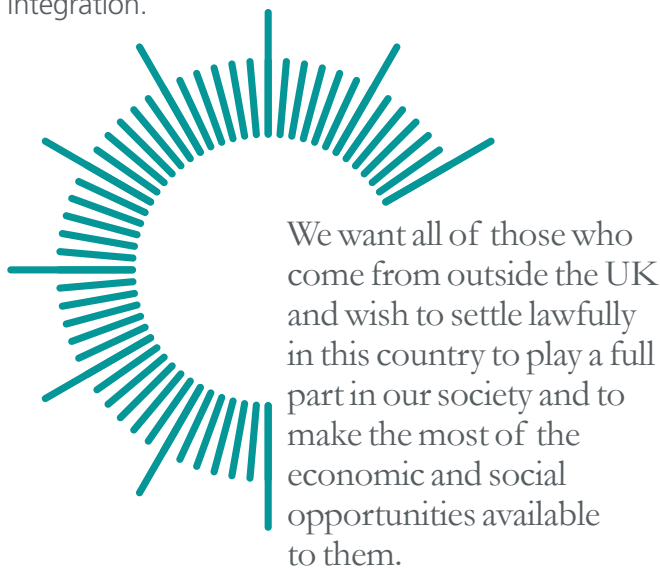 integration.
We want all of those who
come from outside the UK
and wish to settle lawfully
in this country to play a full
part in our society and to
make the most of the
economic and social
opportunities available
to them.